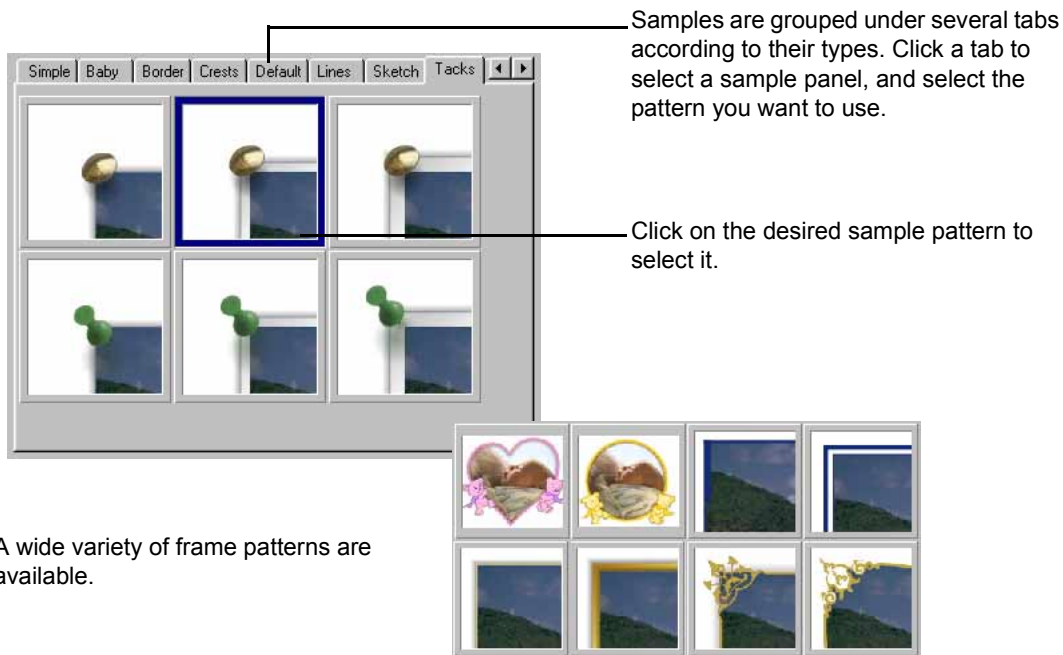 Samples are grouped under several tabs
according to their types. Click a tab to
select a sample panel, and select the
pattern you want to use.
Simple Baby Border Crests Default Lines Sketch Tacks
Click on the desired sample pattern to
select it.
A wide variety of frame patterns are
available.